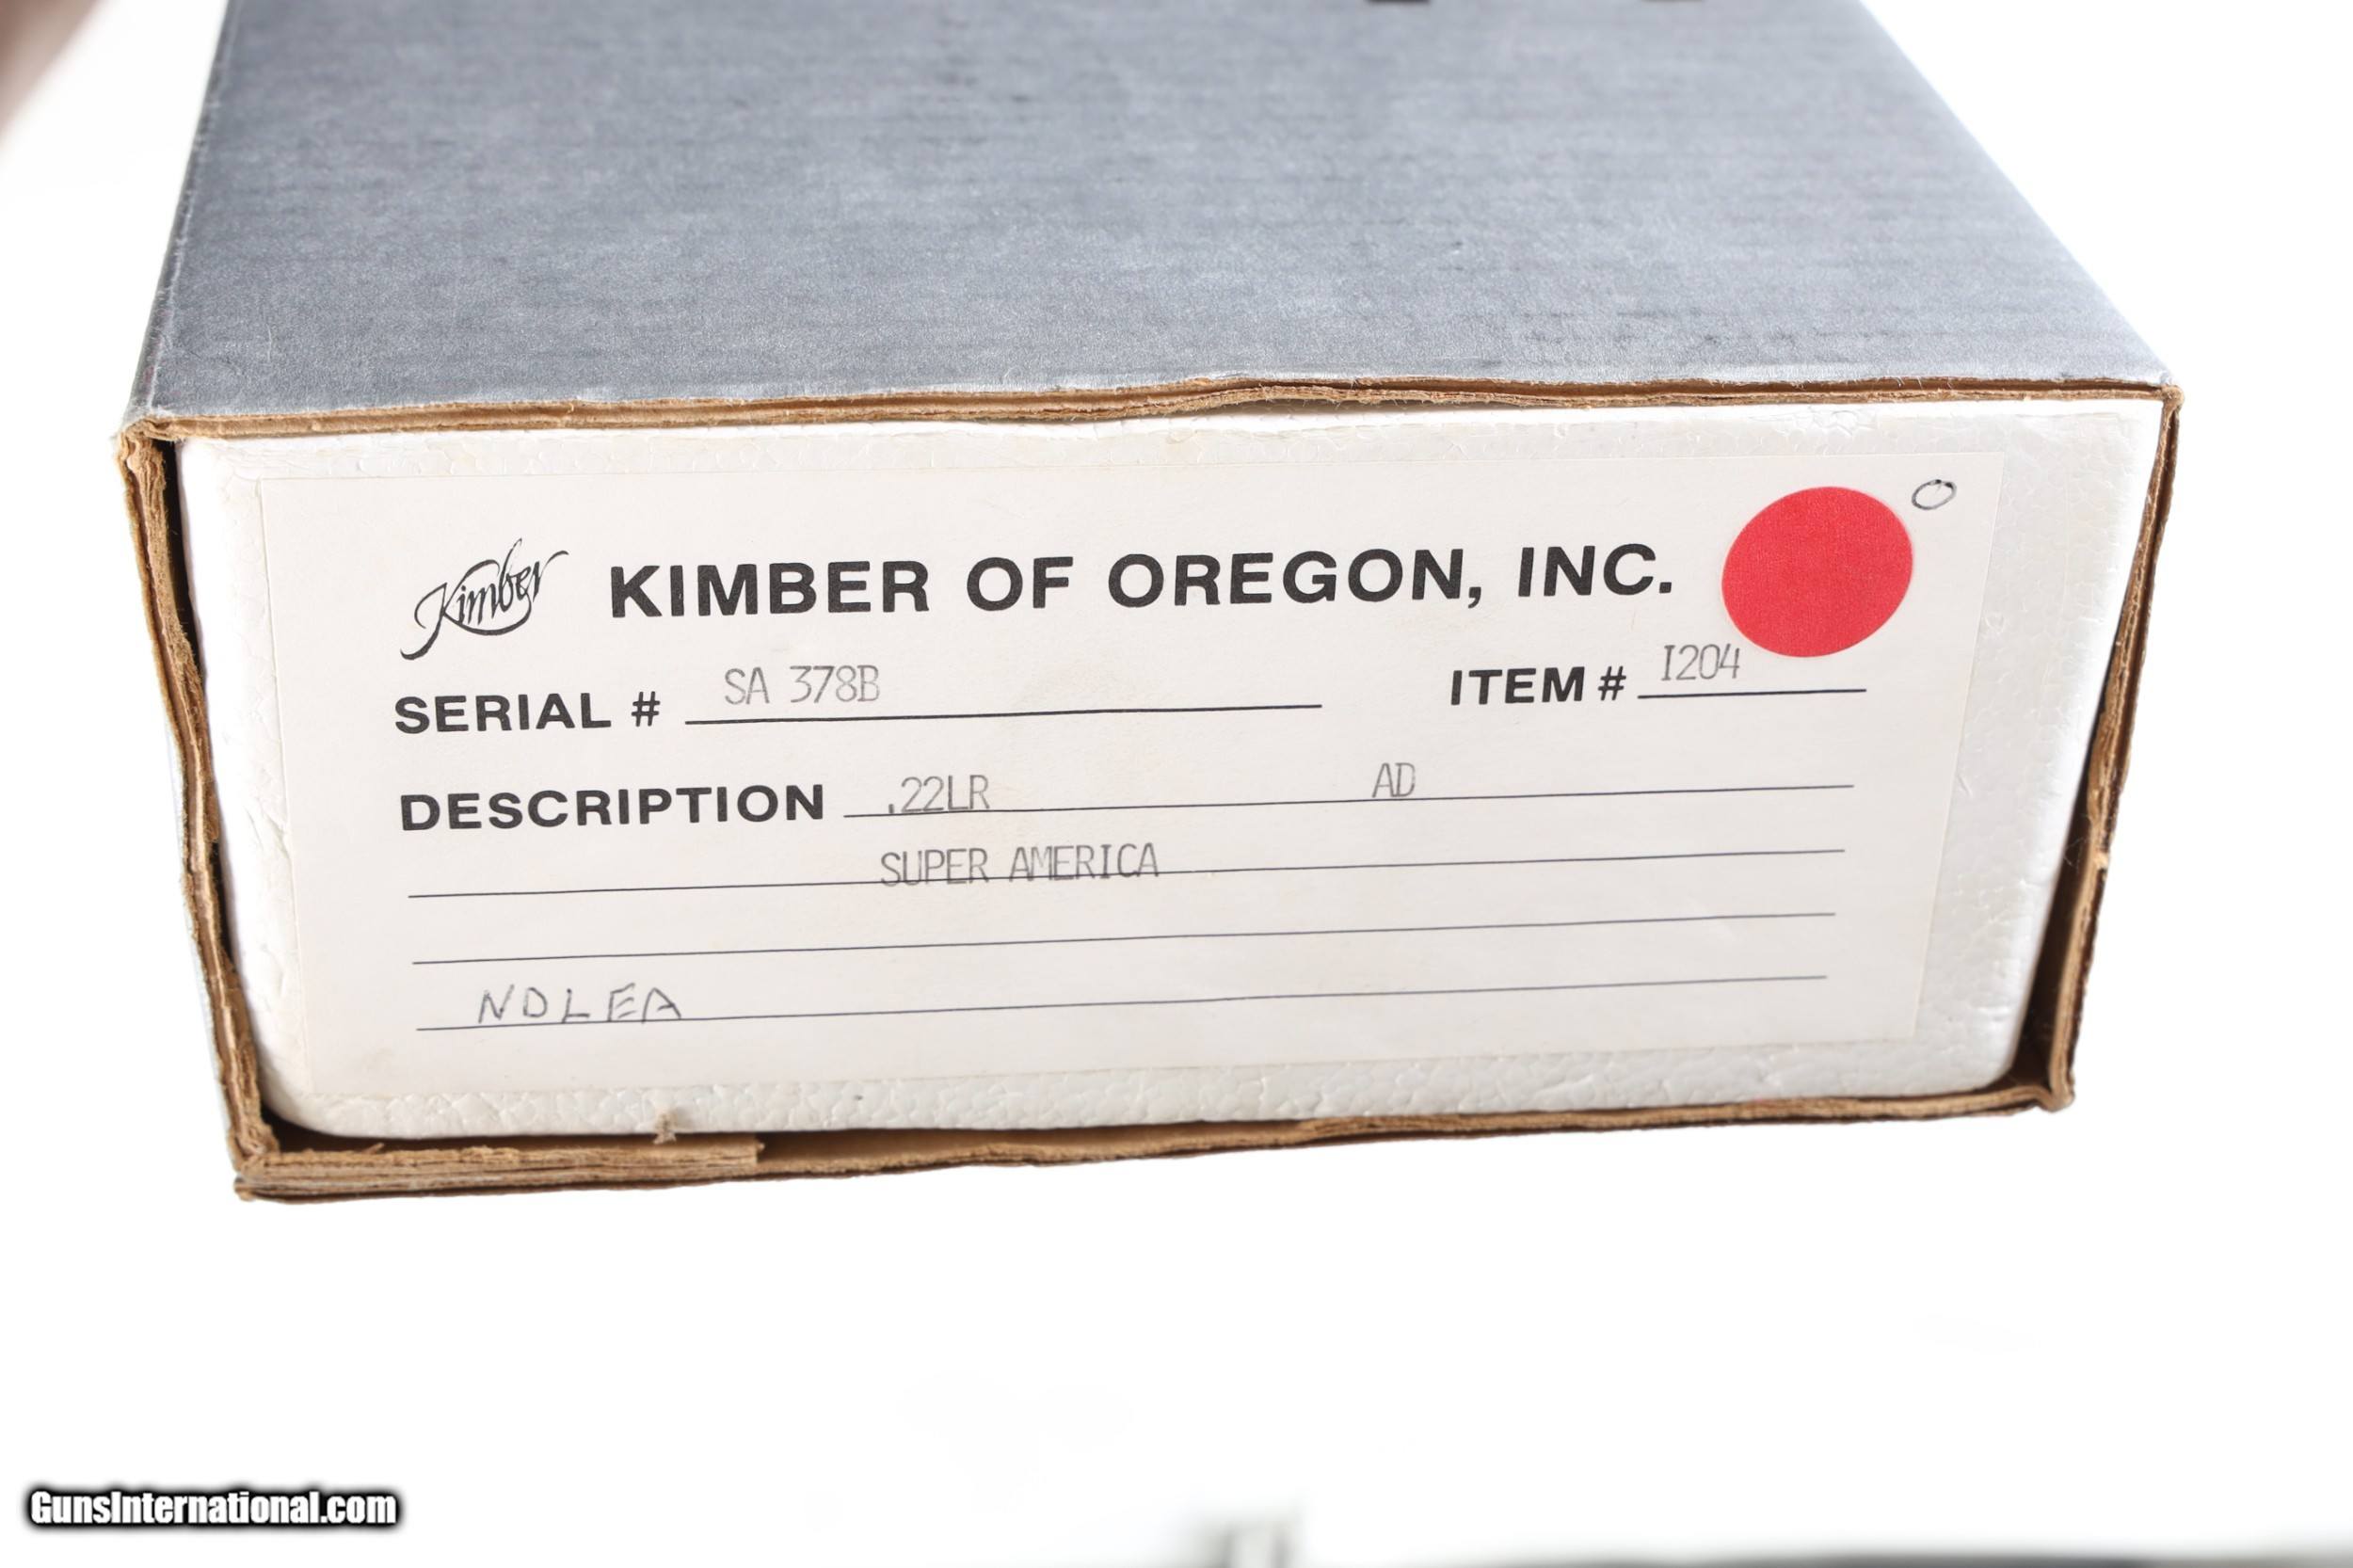 Kimber KIMBER OF OREGON, INC.
SERIAL # SA 378B ITEM # I204
DESCRIPTION .22LR AD
SUPER AMERICA
NDLEA
GunsInternational.com